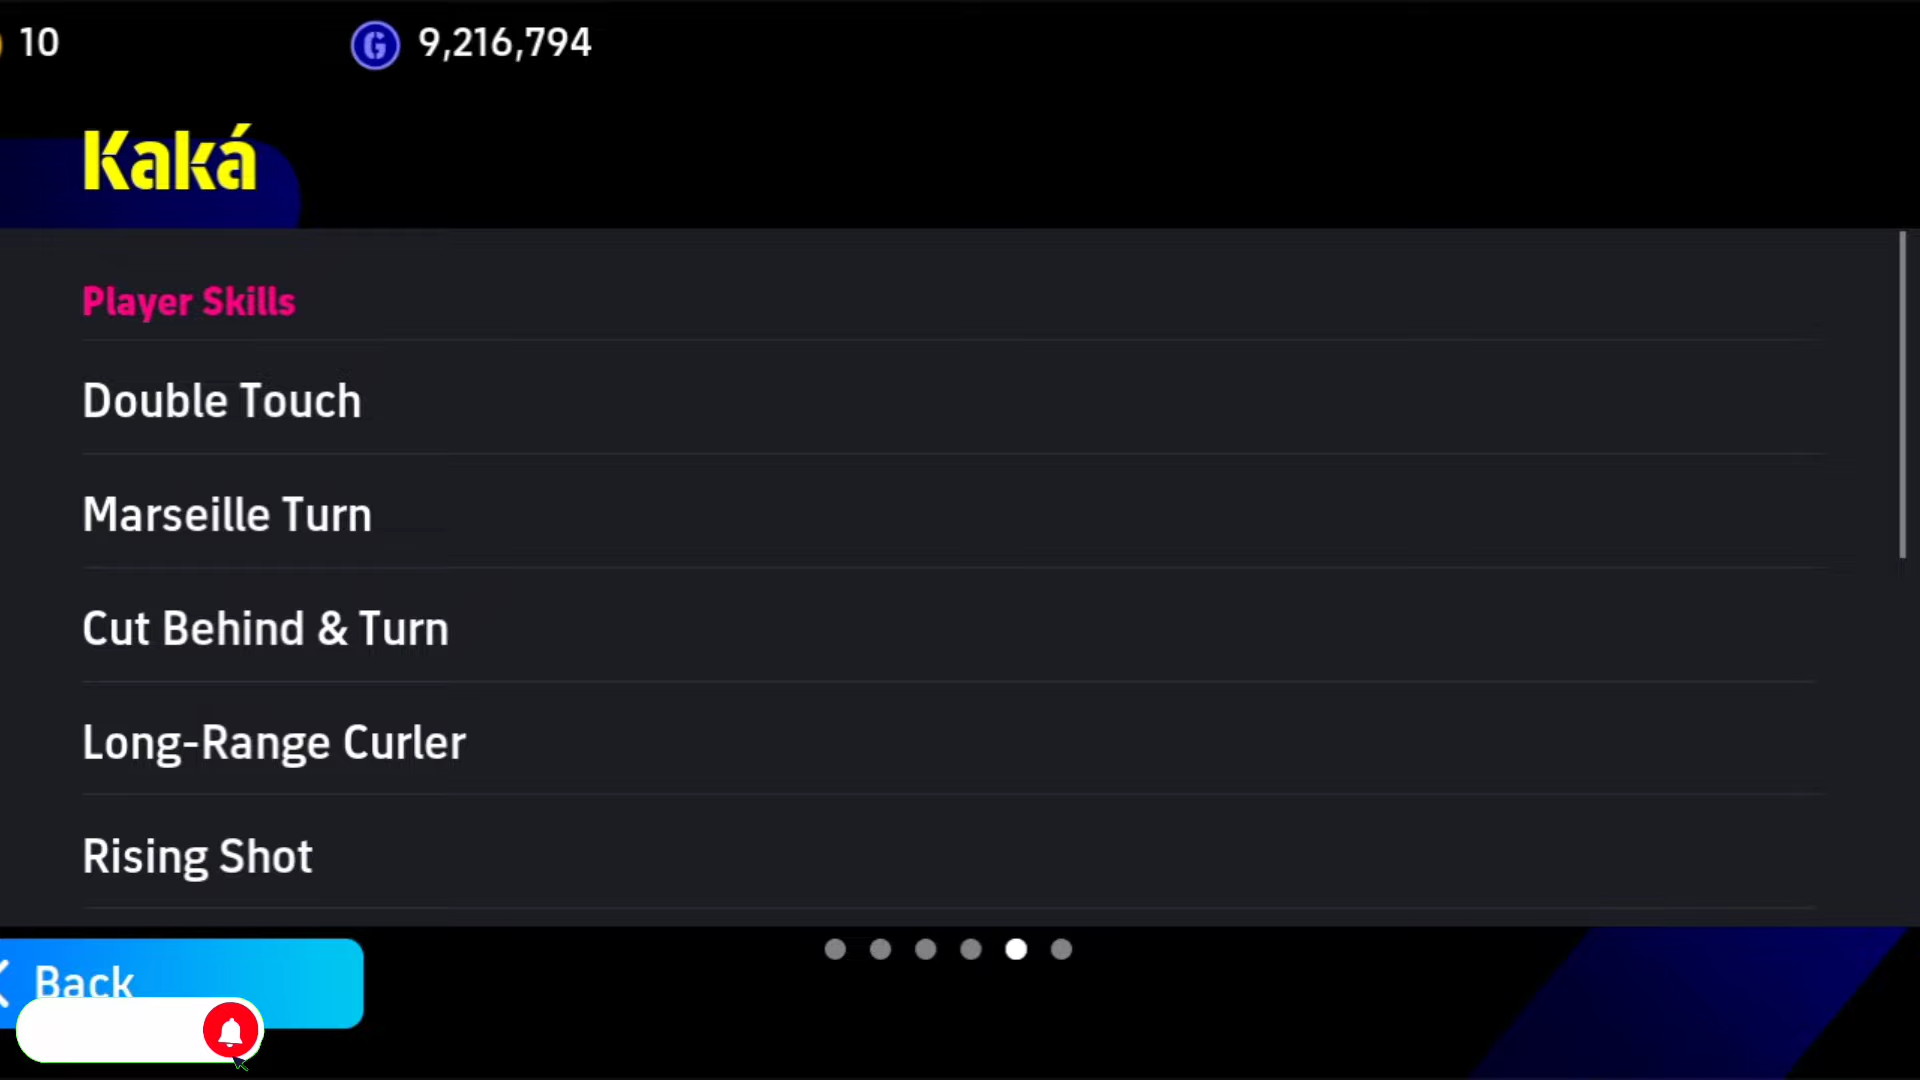 10
G 9,216,794
Kaká
Player Skills
Double Touch
Marseille Turn
Cut Behind & Turn
Long-Range Curler
Rising Shot
Back